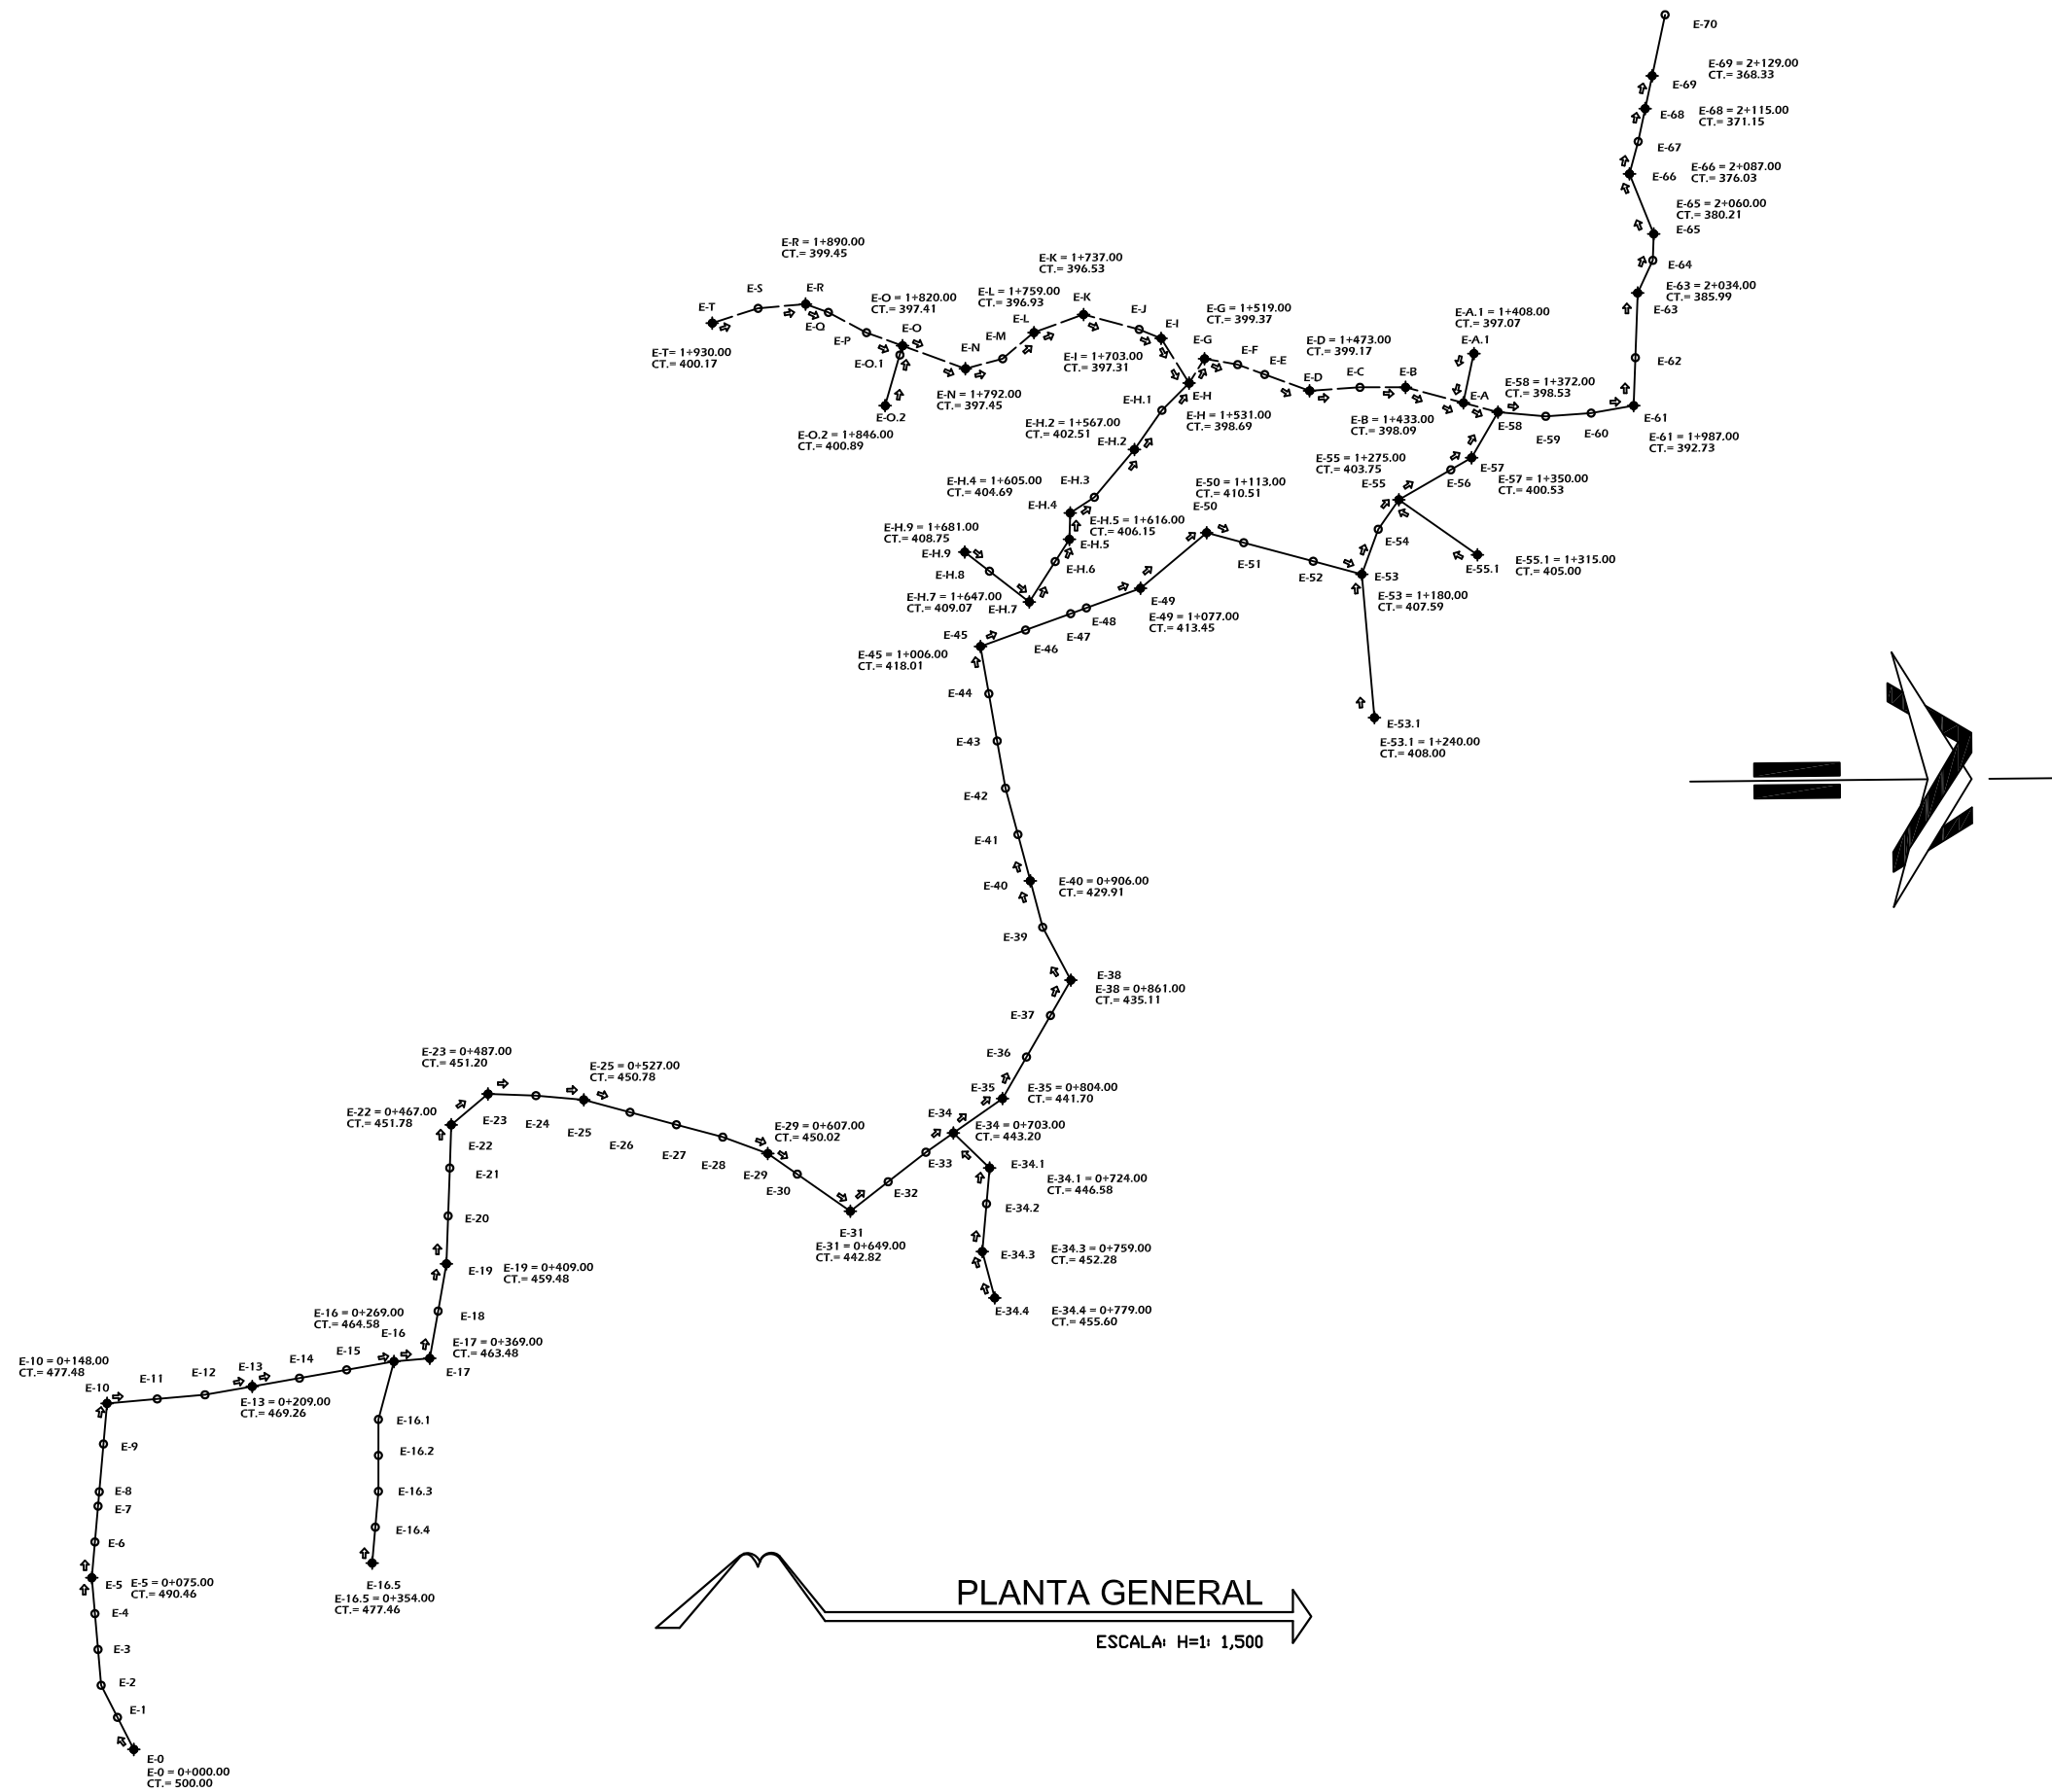 E-70
E-69 = 2+129.00
CT.= 368.33
E-69
E-68
E-68 = 2+115.00
CT.= 371.15
E-67
E-66
E-66 = 2+087.00
CT.= 376.03
E-65 = 2+060.00
CT.= 380.21
E-65
E-64
E-63 = 2+034.00
CT.= 385.99
E-63
E-62
E-61
E-61 = 1+987.00
CT.= 392.73
E-60
E-59
E-58 = 1+372.00
CT.= 398.53
E-58
E-R = 1+890.00
CT.= 399.45
E-T
E-S
E-R
E-Q
E-P
E-O = 1+820.00
CT.= 397.41
E-O
E-O.1
E-T= 1+930.00
CT.= 400.17
E-O.2
E-O.2 = 1+846.00
CT.= 400.89
E-N
E-N = 1+792.00
CT.= 397.45
E-M
E-L = 1+759.00
CT.= 396.93
E-L
E-K = 1+737.00
CT.= 396.53
E-K
E-J
E-I
E-I = 1+703.00
CT.= 397.31
E-G = 1+519.00
CT.= 399.37
E-G
E-F
E-E
E-D = 1+473.00
CT.= 399.17
E-D
E-C
E-B
E-B = 1+433.00
CT.= 398.09
E-A.1 = 1+408.00
CT.= 397.07
E-A.1
E-A
E-H
E-H = 1+531.00
CT.= 398.69
E-H.1
E-H.2 = 1+567.00
CT.= 402.51
E-H.2
E-H.3
E-H.4 = 1+605.00
CT.= 404.69
E-H.4
E-H.5 = 1+616.00
CT.= 406.15
E-H.5
E-H.6
E-H.9 = 1+681.00
CT.= 408.75
E-H.9
E-H.8
E-H.7 = 1+647.00
CT.= 409.07
E-H.7
E-57
E-57 = 1+350.00
CT.= 400.53
E-56
E-55 = 1+275.00
CT.= 403.75
E-55
E-55.1
E-55.1 = 1+315.00
CT.= 405.00
E-54
E-53
E-53 = 1+180.00
CT.= 407.59
E-53.1
E-53.1 = 1+240.00
CT.= 408.00
E-52
E-51
E-50 = 1+113.00
CT.= 410.51
E-50
E-49
E-49 = 1+077.00
CT.= 413.45
E-48
E-47
E-46
E-45
E-45 = 1+006.00
CT.= 418.01
E-44
E-43
E-42
E-41
E-40
E-40 = 0+906.00
CT.= 429.91
E-39
E-38
E-38 = 0+861.00
CT.= 435.11
E-37
E-36
E-35
E-35 = 0+804.00
CT.= 441.70
E-34
E-34 = 0+703.00
CT.= 443.20
E-33
E-32
E-34.1
E-34.1 = 0+724.00
CT.= 446.58
E-34.2
E-34.3
E-34.3 = 0+759.00
CT.= 452.28
E-34.4
E-34.4 = 0+779.00
CT.= 455.60
E-31
E-31 = 0+649.00
CT.= 442.82
E-30
E-29
E-29 = 0+607.00
CT.= 450.02
E-28
E-27
E-26
E-25
E-25 = 0+527.00
CT.= 450.78
E-24
E-23
E-23 = 0+487.00
CT.= 451.20
E-22 = 0+467.00
CT.= 451.78
E-22
E-21
E-20
E-19
E-19 = 0+409.00
CT.= 459.48
E-18
E-17 = 0+369.00
CT.= 463.48
E-17
E-16 = 0+269.00
CT.= 464.58
E-16
E-15
E-14
E-13
E-13 = 0+209.00
CT.= 469.26
E-12
E-11
E-10 = 0+148.00
CT.= 477.48
E-10
E-16.1
E-16.2
E-16.3
E-16.4
E-16.5
E-16.5 = 0+354.00
CT.= 477.46
E-9
E-8
E-7
E-6
E-5
E-5 = 0+075.00
CT.= 490.46
E-4
E-3
E-2
E-1
E-0
E-0 = 0+000.00
CT.= 500.00
PLANTA GENERAL
ESCALA: H=1: 1,500